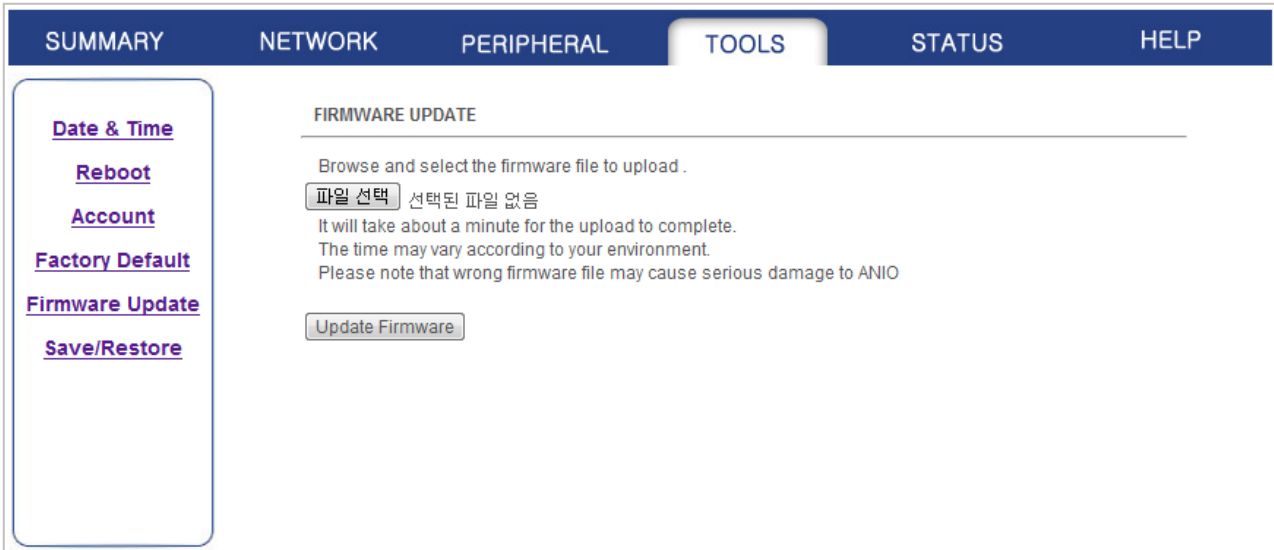 SUMMARY NETWORK PERIPHERAL TOOLS STATUS HELP
Date & Time
Reboot
Account
Factory Default
Firmware Update
Save/Restore
FIRMWARE UPDATE
Browse and select the firmware file to upload .
파일 선택 선택된 파일 없음
It will take about a minute for the upload to complete.
The time may vary according to your environment.
Please note that wrong firmware file may cause serious damage to ANIO
Update Firmware